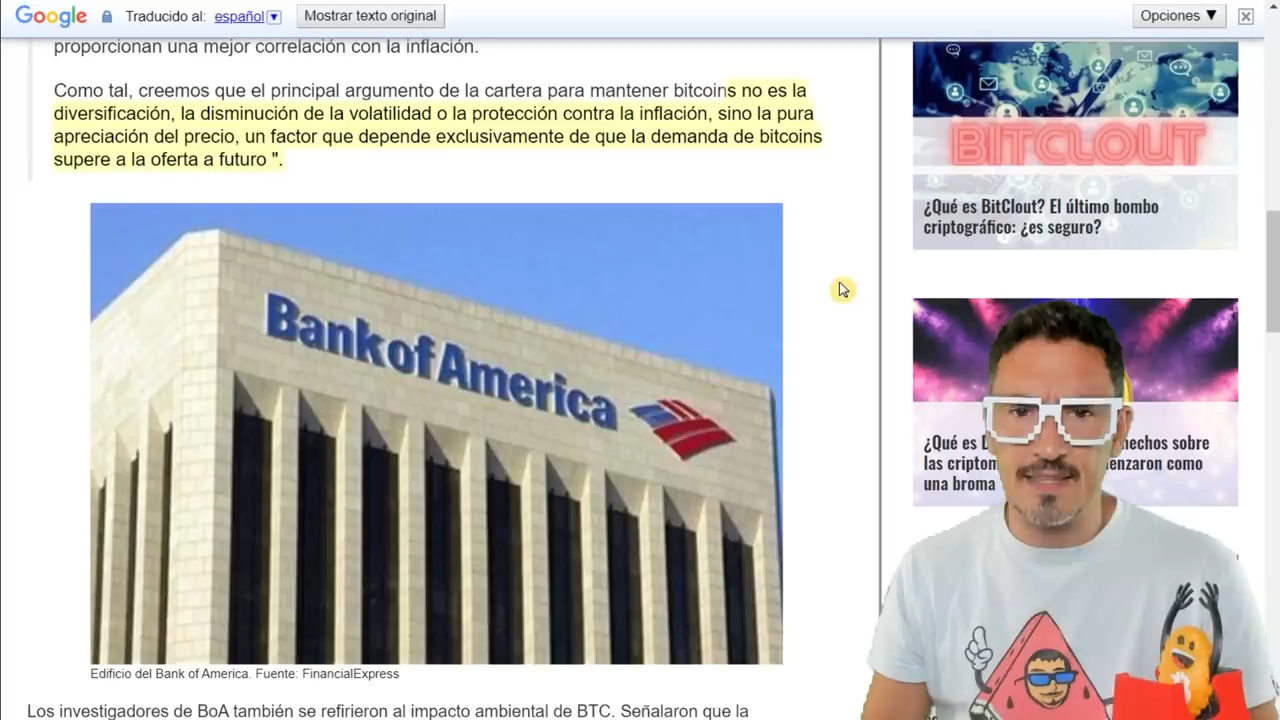 Google Traducido al: español Mostrar texto original Opciones ▼
proporcionan una mejor correlación con la inflación.
Como tal, creemos que el principal argumento de la cartera para mantener bitcoins no es la
diversificación, la disminución de la volatilidad o la protección contra la inflación, sino la pura
apreciación del precio, un factor que depende exclusivamente de que la demanda de bitcoins
supere a la oferta a futuro ".
Bank of America
Edificio del Bank of America. Fuente: FinancialExpress
Los investigadores de BoA también se refirieron al impacto ambiental de BTC. Señalaron que la
BITCLOUT
¿Qué es BitClout? El último bombo
criptográfico: ¿es seguro?
¿Qué es hechos sobre
las
como
una broma